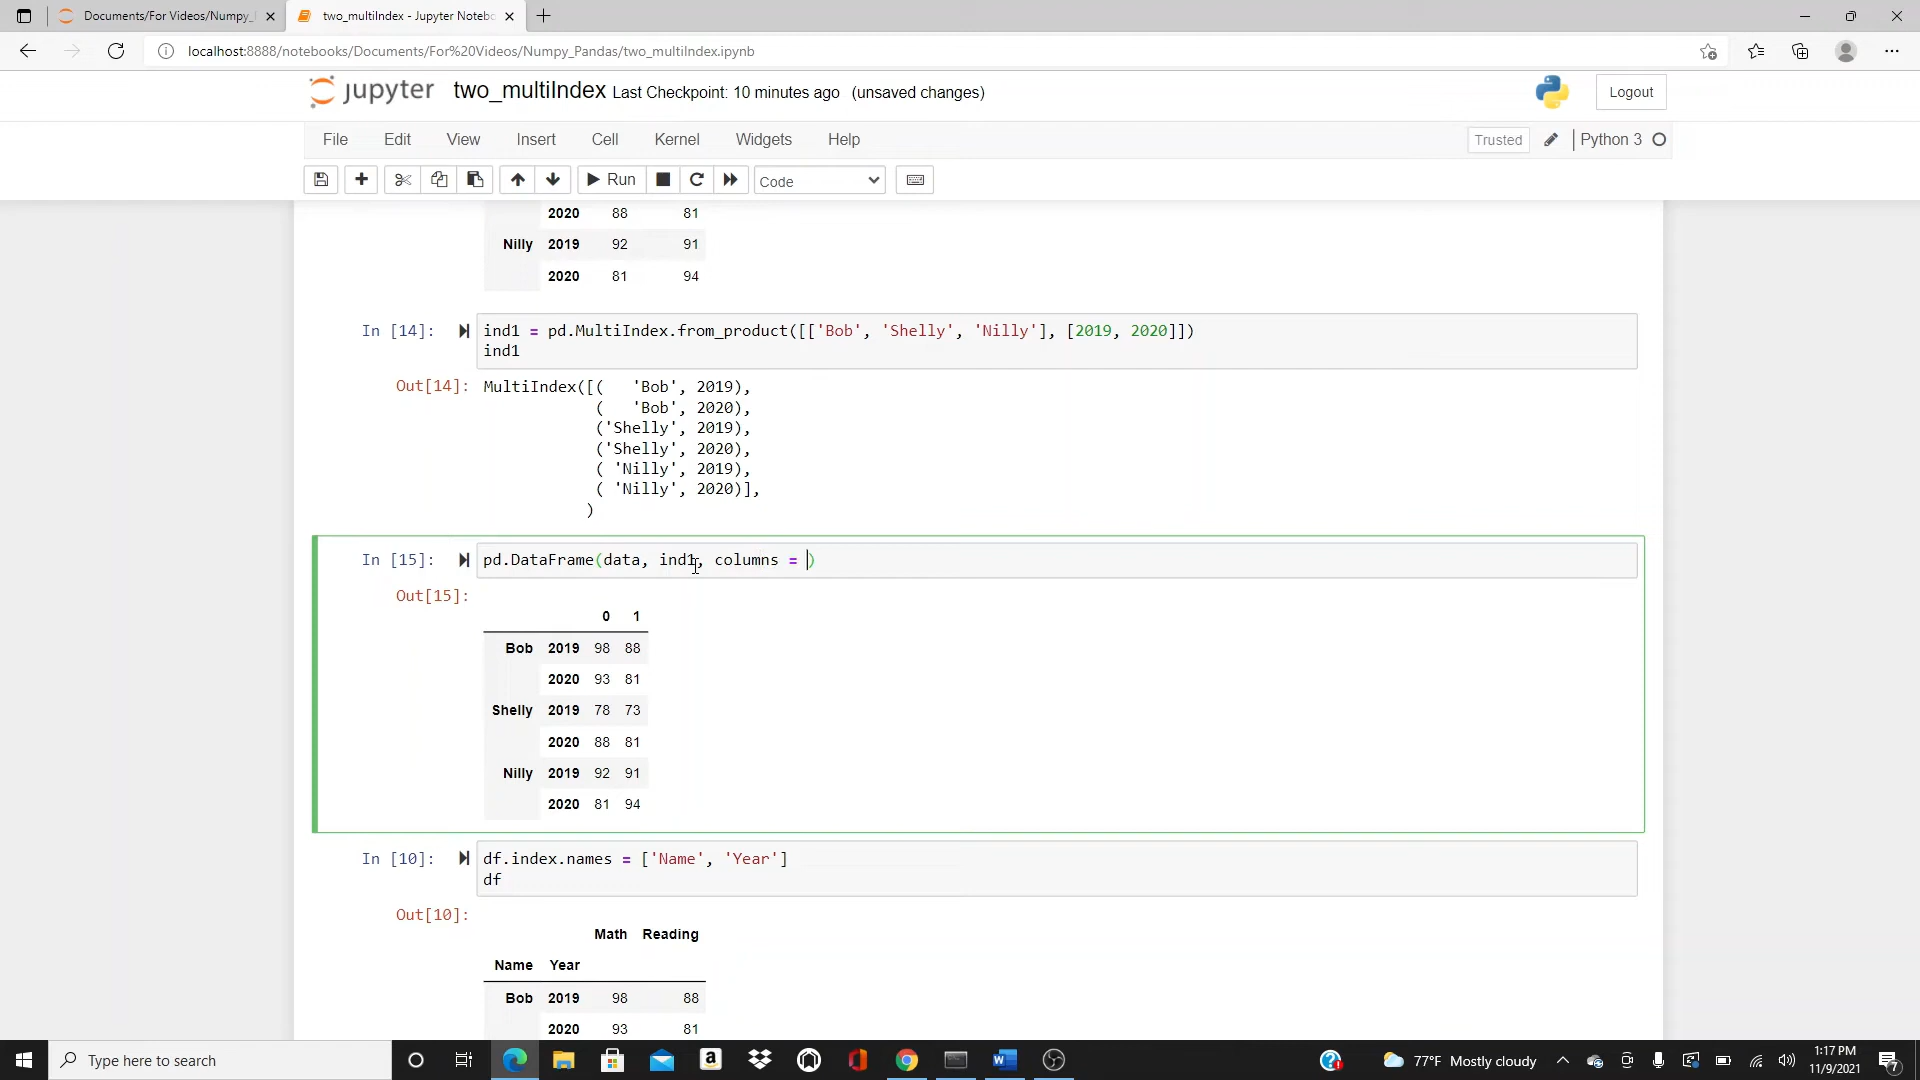 Documents/For Videos/Numpy_
two_multiIndex - Jupyter Noteb
localhost:8888/notebooks/Documents/For%20Videos/Numpy_Pandas/two_multiIndex.ipynb
jupyter two_multiIndex Last Checkpoint: 10 minutes ago (unsaved changes)
Logout
File Edit View Insert Cell Kernel Widgets Help
Trusted Python 3
Run Code
2020 88 81
Nilly 2019 92 91
2020 81 94
In [14]: ind1 = pd.MultiIndex.from_product([['Bob', 'Shelly', 'Nilly'], [2019, 2020]])
ind1
Out[14]: MultiIndex([(   'Bob', 2019),
(   'Bob', 2020),
('Shelly', 2019),
('Shelly', 2020),
( 'Nilly', 2019),
( 'Nilly', 2020)],
)
In [15]: pd.DataFrame(data, ind1, columns = )
Out[15]:
0 1
Bob 2019 98 88
2020 93 81
Shelly 2019 78 73
2020 88 81
Nilly 2019 92 91
2020 81 94
In [10]: df.index.names = ['Name', 'Year']
df
Out[10]:
Math Reading
Name Year
Bob 2019 98 88
2020 93 81
Type here to search
77°F Mostly cloudy
1:17 PM
11/9/2021
7